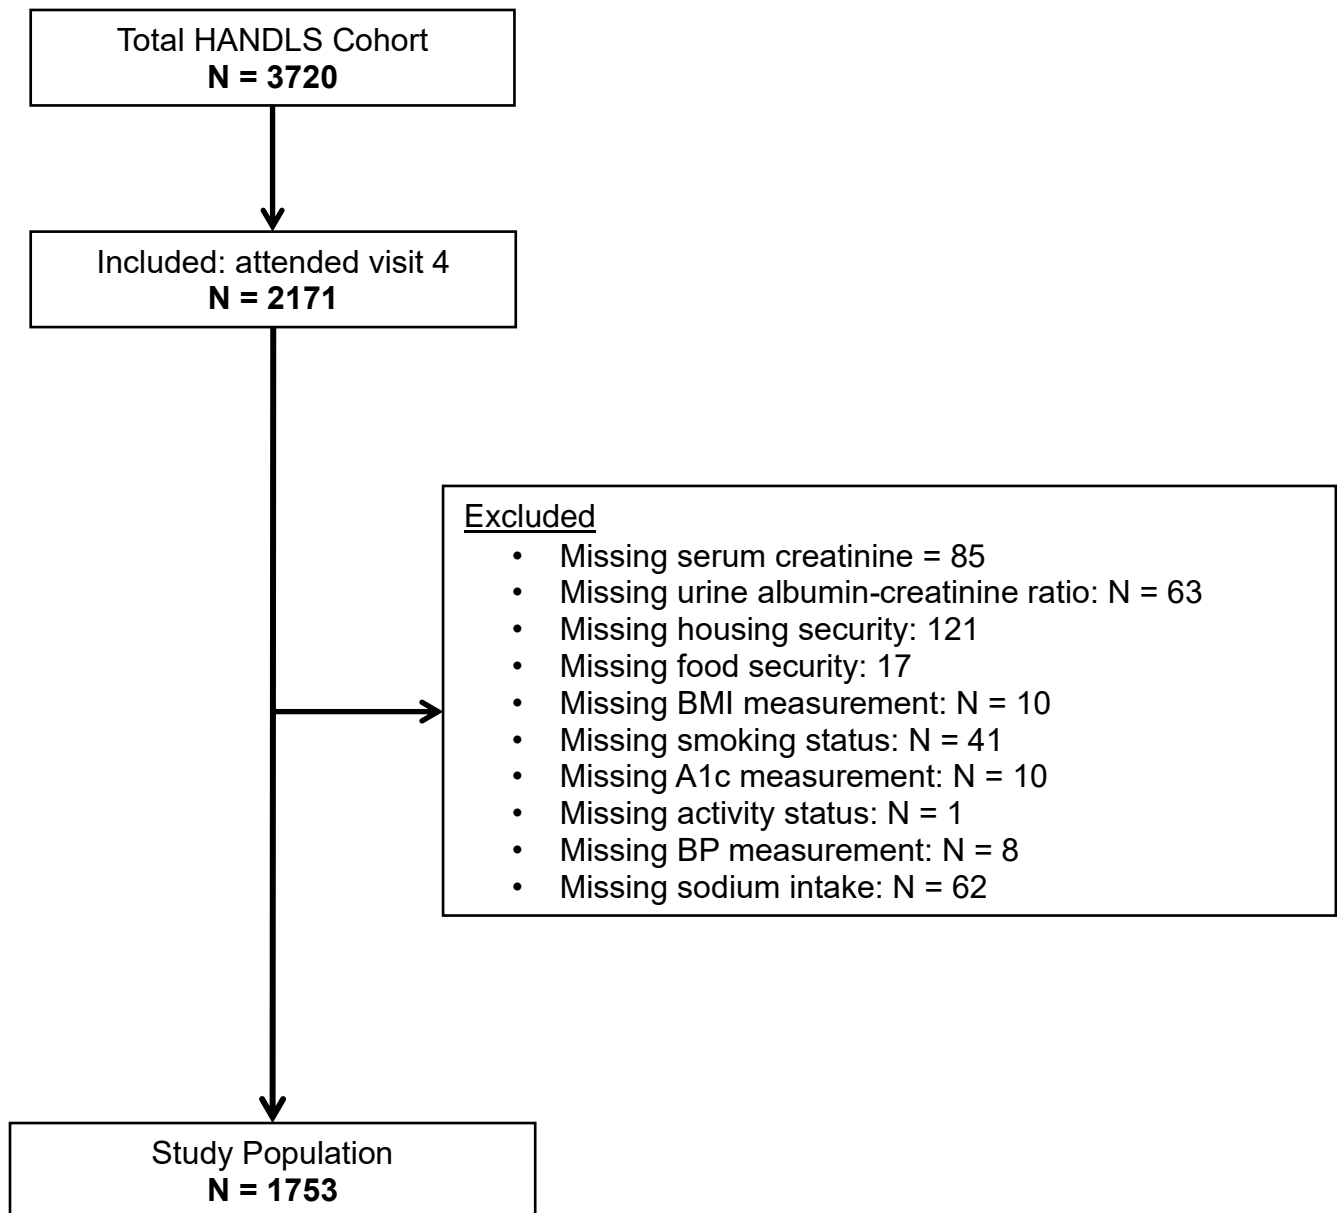 Total HANDLS Cohort
N = 3720
Included: attended visit 4
N = 2171
Excluded
• Missing serum creatinine = 85
• Missing urine albumin-creatinine ratio: N = 63
• Missing housing security: 121
• Missing food security: 17
• Missing BMI measurement: N = 10
• Missing smoking status: N = 41
• Missing A1c measurement: N = 10
• Missing activity status: N = 1
• Missing BP measurement: N = 8
• Missing sodium intake: N = 62
Study Population
N = 1753